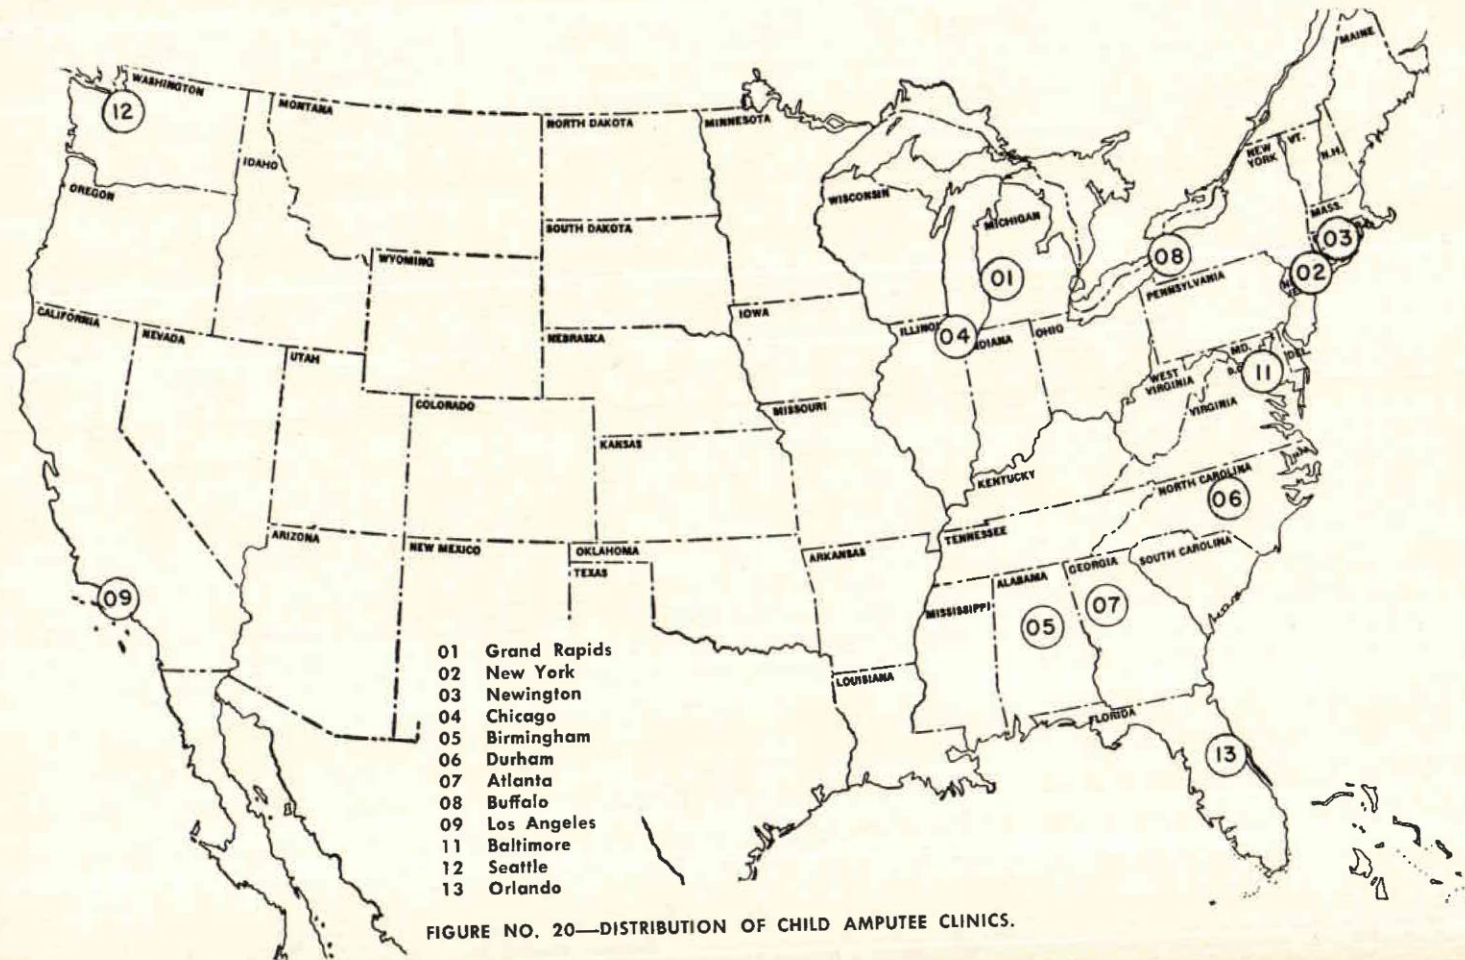 MAINE
WASHINGTON
12
MONTANA
NORTH DAKOTA
MINNESOTA
NEW
YORK
VT.
N.H.
IDAHO
OREGON
WISCONSIN
MICHIGAN
MASS.
SOUTH DAKOTA
03
08
02
WYOMING
01
PENNSYLVANIA
CALIFORNIA
NEVADA
IOWA
ILLINOI
04
NDIANA
OHIO
NEBRASKA
UTAH
MD.
DEL.
11
WEST
VIRGINIA
VIRGINIA
COLORADO
MISSOURI
KANSAS
KENTUCKY
NORTH CAROLINA
06
ARIZONA
NEW MEXICO
OKLAHOMA
TEXAS
ARKANSAS
TENNESSEE
SOUTH CAROLINA
ALABAMA
GEORGIA
MISSISSIPPI
05
07
09
LOUISIANA
FLORIDA
13
01 Grand Rapids
02 New York
03 Newington
04 Chicago
05 Birmingham
06 Durham
07 Atlanta
08 Buffalo
09 Los Angeles
11 Baltimore
12 Seattle
13 Orlando
FIGURE NO. 20—DISTRIBUTION OF CHILD AMPUTEE CLINICS.